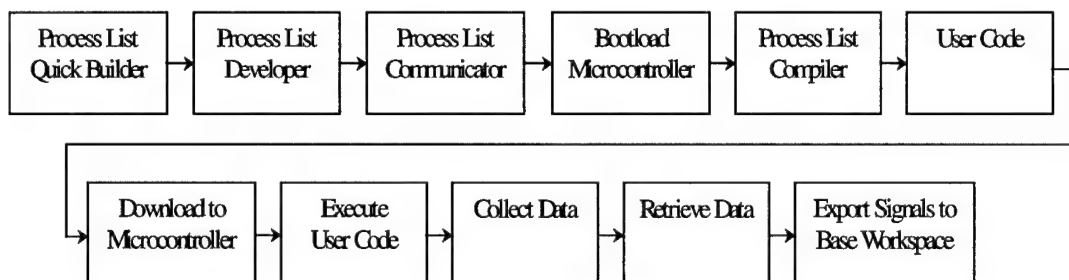 Process List
Quick Builder
Process List
Developer
Process List
Communicator
Bootload
Microcontroller
Process List
Compiler
User Code
Download to
Microcontroller
Execute
User Code
Collect Data
Retrieve Data
Export Signals to
Base Workspace